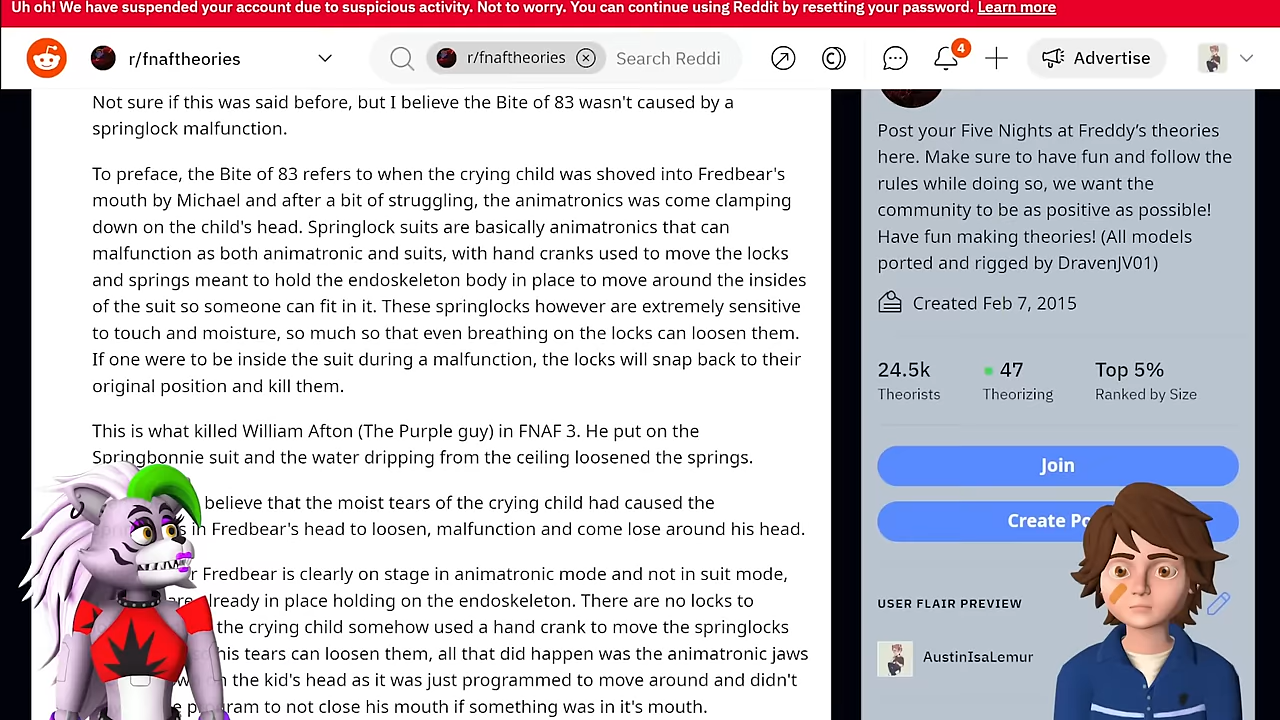 Uh oh! We have suspended your account due to suspicious activity. Not to worry. You can continue using Reddit by resetting your password. Learn more
r/fnaftheories
r/fnaftheories
Search Reddi
4
Advertise
Not sure if this was said before, but I believe the Bite of 83 wasn't caused by a
springlock malfunction.
To preface, the Bite of 83 refers to when the crying child was shoved into Fredbear's
mouth by Michael and after a bit of struggling, the animatronics was come clamping
down on the child's head. Springlock suits are basically animatronics that can
malfunction as both animatronic and suits, with hand cranks used to move the locks
and springs meant to hold the endoskeleton body in place to move around the insides
of the suit so someone can fit in it. These springlocks however are extremely sensitive
to touch and moisture, so much so that even breathing on the locks can loosen them.
If one were to be inside the suit during a malfunction, the locks will snap back to their
original position and kill them.
This is what killed William Afton (The Purple guy) in FNAF 3. He put on the
Springbonnie suit and the water dripping from the ceiling loosened the springs.
believe that the moist tears of the crying child had caused the
in Fredbear's head to loosen, malfunction and come lose around his head.
Fredbear is clearly on stage in animatronic mode and not in suit mode,
already in place holding on the endoskeleton. There are no locks to
the crying child somehow used a hand crank to move the springlocks
his tears can loosen them, all that did happen was the animatronic jaws
the kid's head as it was just programmed to move around and didn't
to not close his mouth if something was in it's mouth.
Post your Five Nights at Freddy's theories
here. Make sure to have fun and follow the
rules while doing so, we want the
community to be as positive as possible!
Have fun making theories! (All models
ported and rigged by DravenJV01)
Created Feb 7, 2015
24.5k 47 Top 5%
Theorists Theorizing Ranked by Size
Join
Create Po
USER FLAIR PREVIEW
AustinIsaLemur